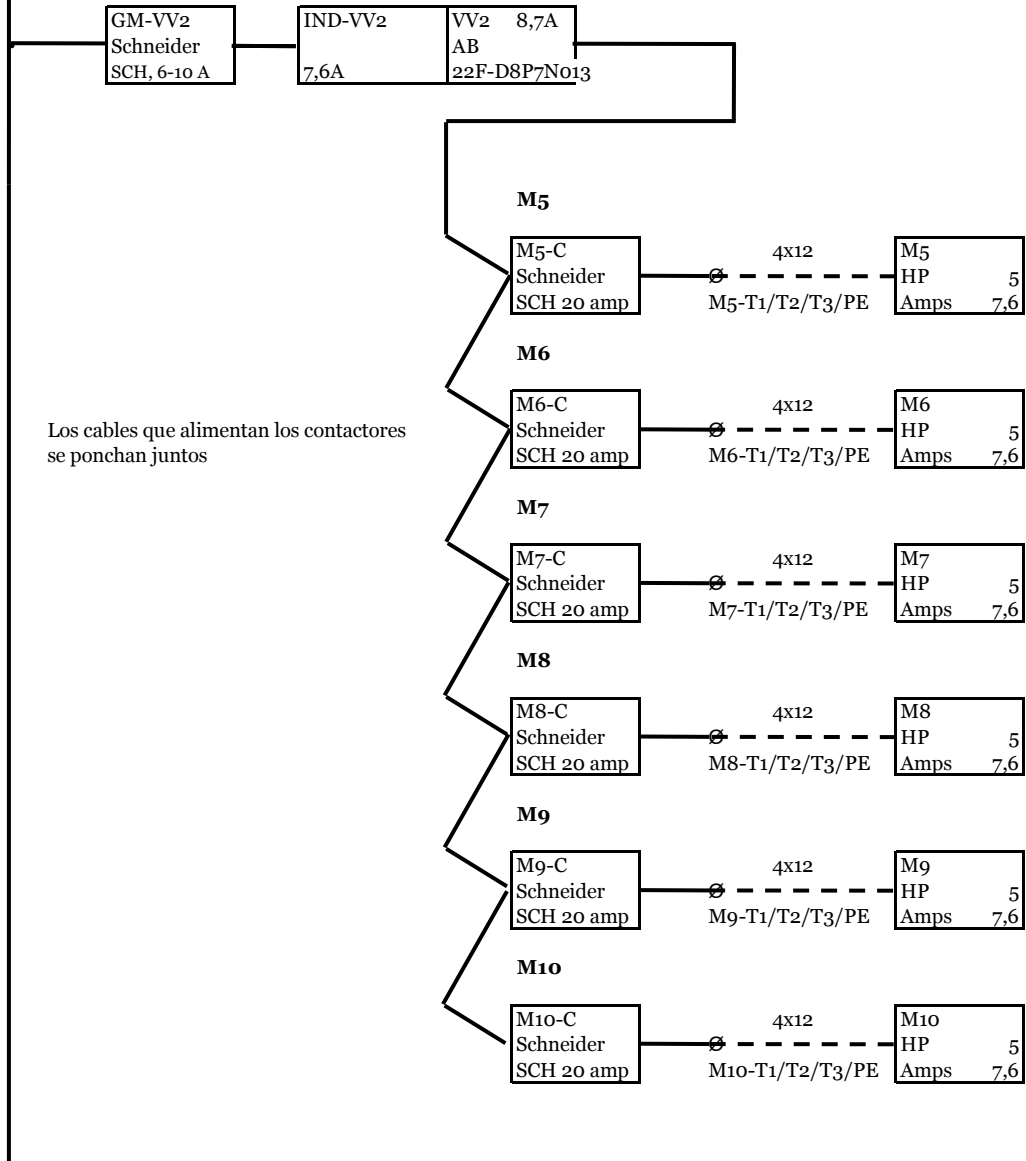 GM-VV2
Schneider
SCH, 6-10 A
IND-VV2
7,6A
VV2 8,7A
AB
22F-D8P7N013
M5
M5-C
Schneider
SCH 20 amp
4x12
M5-T1/T2/T3/PE
M5
HP 5
Amps 7,6
M6
M6-C
Schneider
SCH 20 amp
4x12
M6-T1/T2/T3/PE
M6
HP 5
Amps 7,6
Los cables que alimentan los contactores
se ponchan juntos
M7
M7-C
Schneider
SCH 20 amp
4x12
M7-T1/T2/T3/PE
M7
HP 5
Amps 7,6
M8
M8-C
Schneider
SCH 20 amp
4x12
M8-T1/T2/T3/PE
M8
HP 5
Amps 7,6
M9
M9-C
Schneider
SCH 20 amp
4x12
M9-T1/T2/T3/PE
M9
HP 5
Amps 7,6
M10
M10-C
Schneider
SCH 20 amp
4x12
M10-T1/T2/T3/PE
M10
HP 5
Amps 7,6